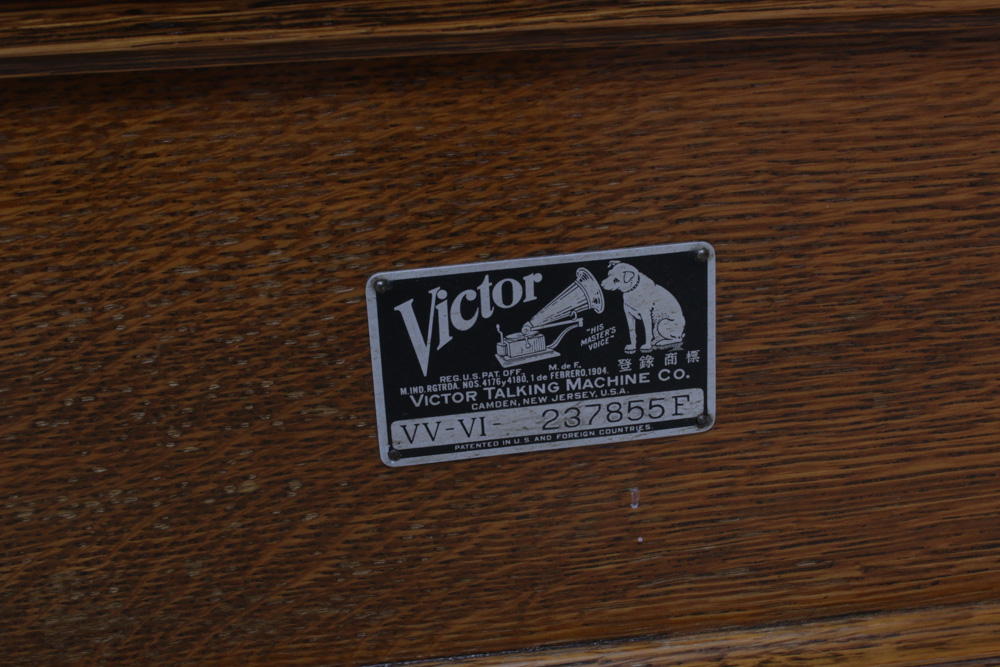 Victor
"HIS
MASTER'S
VOICE"
登錄商標
REG. U.S. PAT. OFF. M. de F.
M. IND. RGTRDA. NOS. 4176 y 4180, 1 de FEBRERO, 1904.
VICTOR TALKING MACHINE CO.
CAMDEN, NEW JERSEY, U.S.A.
VV-VI- 237855F
PATENTED IN U.S. AND FOREIGN COUNTRIES.